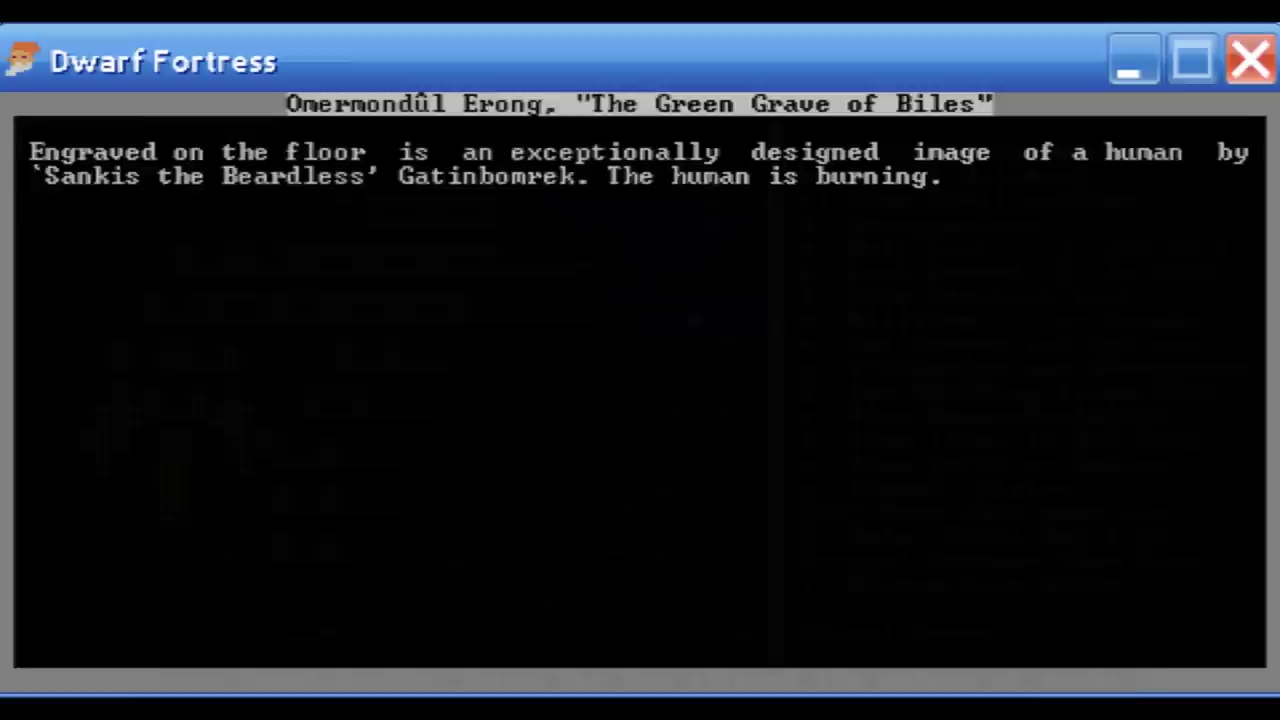 Dwarf Fortress
Omermondûl Erong, "The Green Grave of Biles"
Engraved on the floor is an exceptionally designed image of a human by
`Sankis the Beardless' Gatinbomrek. The human is burning.